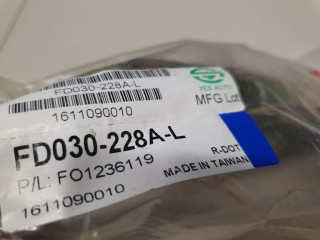 FD030-228A-L
YES AUTO
MFG Lot
1611090010
FD030-228A-L
P/L: FO1236119
R-DOT
MADE IN TAIWAN
1611090010